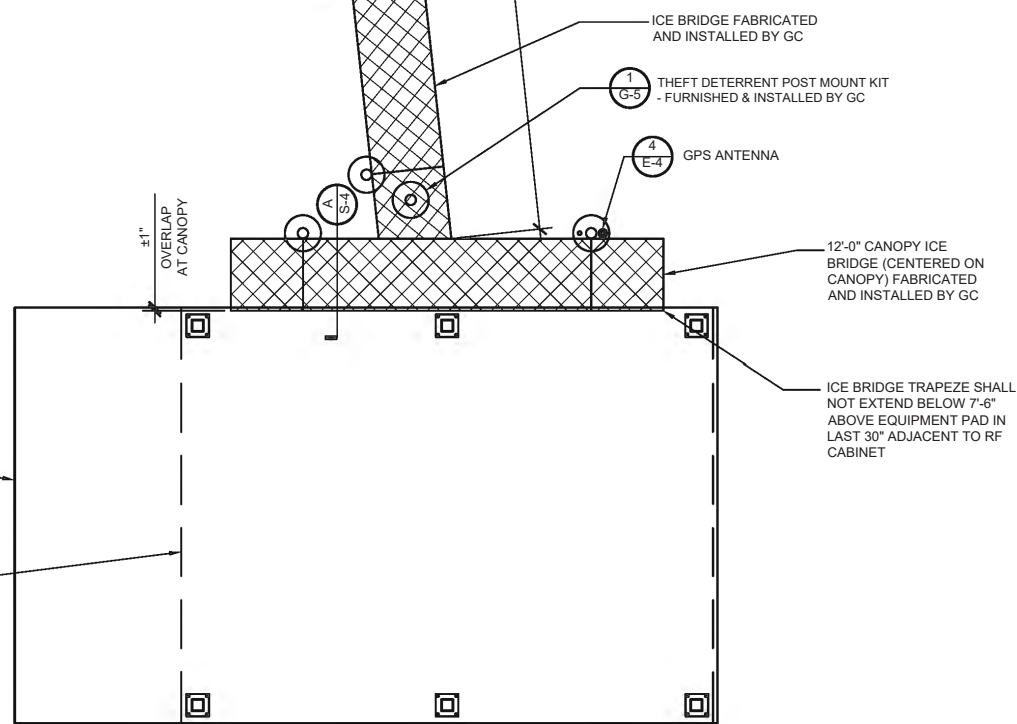 ICE BRIDGE FABRICATED
AND INSTALLED BY GC
1
G-5
THEFT DETERRENT POST MOUNT KIT
- FURNISHED & INSTALLED BY GC
4
E-4
GPS ANTENNA
A
S-4
±1"
OVERLAP
AT CANOPY
12'-0" CANOPY ICE
BRIDGE (CENTERED ON
CANOPY) FABRICATED
AND INSTALLED BY GC
ICE BRIDGE TRAPEZE SHALL
NOT EXTEND BELOW 7'-6"
ABOVE EQUIPMENT PAD IN
LAST 30" ADJACENT TO RF
CABINET